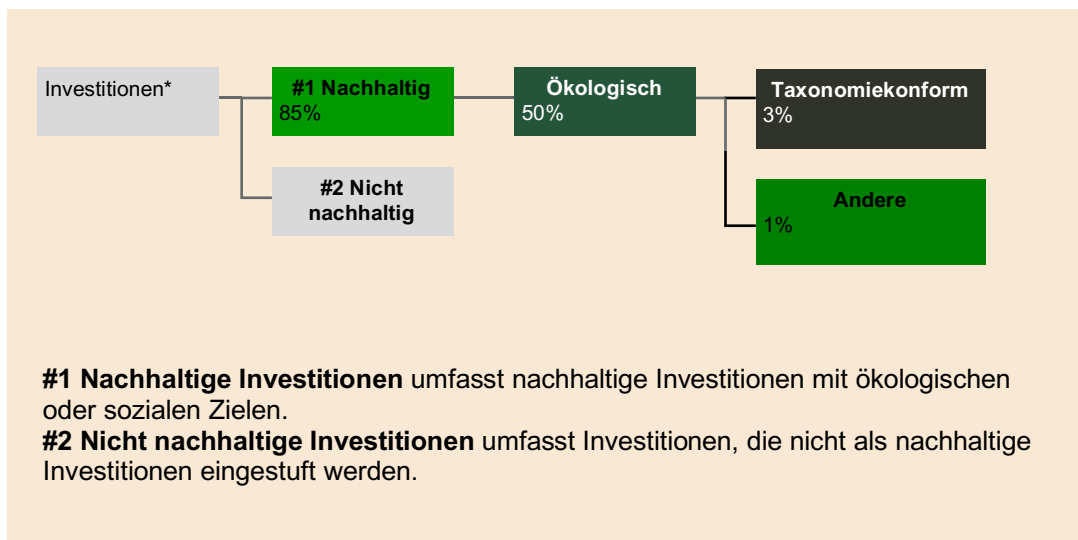 Investitionen*
#1 Nachhaltig
85%
Ökologisch
50%
Taxonomiekonform
3%
#2 Nicht
nachhaltig
Andere
1%
#1 Nachhaltige Investitionen umfasst nachhaltige Investitionen mit ökologischen
oder sozialen Zielen.
#2 Nicht nachhaltige Investitionen umfasst Investitionen, die nicht als nachhaltige
Investitionen eingestuft werden.